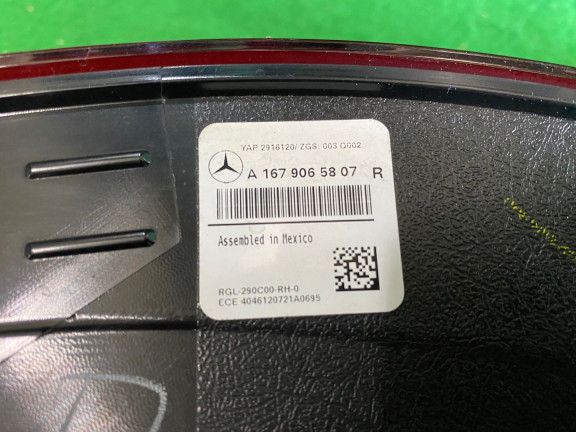 YAP 2916120/ ZGS: 003 Q002
A 167 906 58 07 R
Assembled in Mexico
RGL-290C00-RH-0
ECE 4046120721A0695